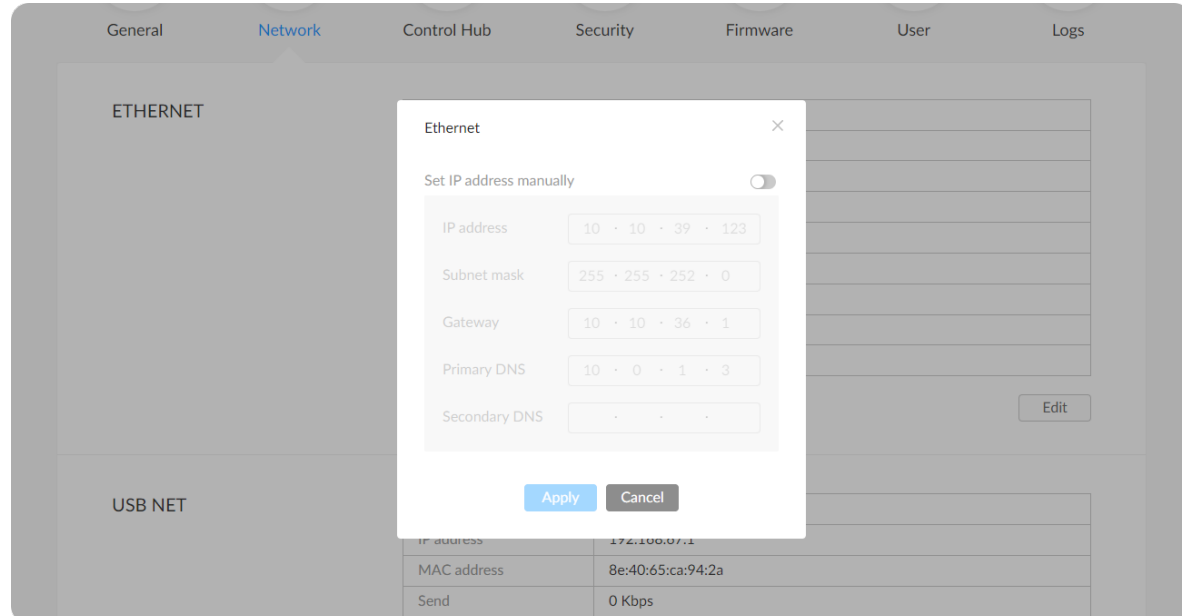 General Network Control Hub Security Firmware User Logs
ETHERNET
Ethernet
Set IP address manually
IP address 10 · 10 · 39 · 123
Subnet mask 255 · 255 · 252 · 0
Gateway 10 · 10 · 36 · 1
Primary DNS 10 · 0 · 1 · 3
Secondary DNS · · ·
Edit
Apply Cancel
USB NET
IP address 192.168.67.1
MAC address 8e:40:65:ca:94:2a
Send 0 Kbps